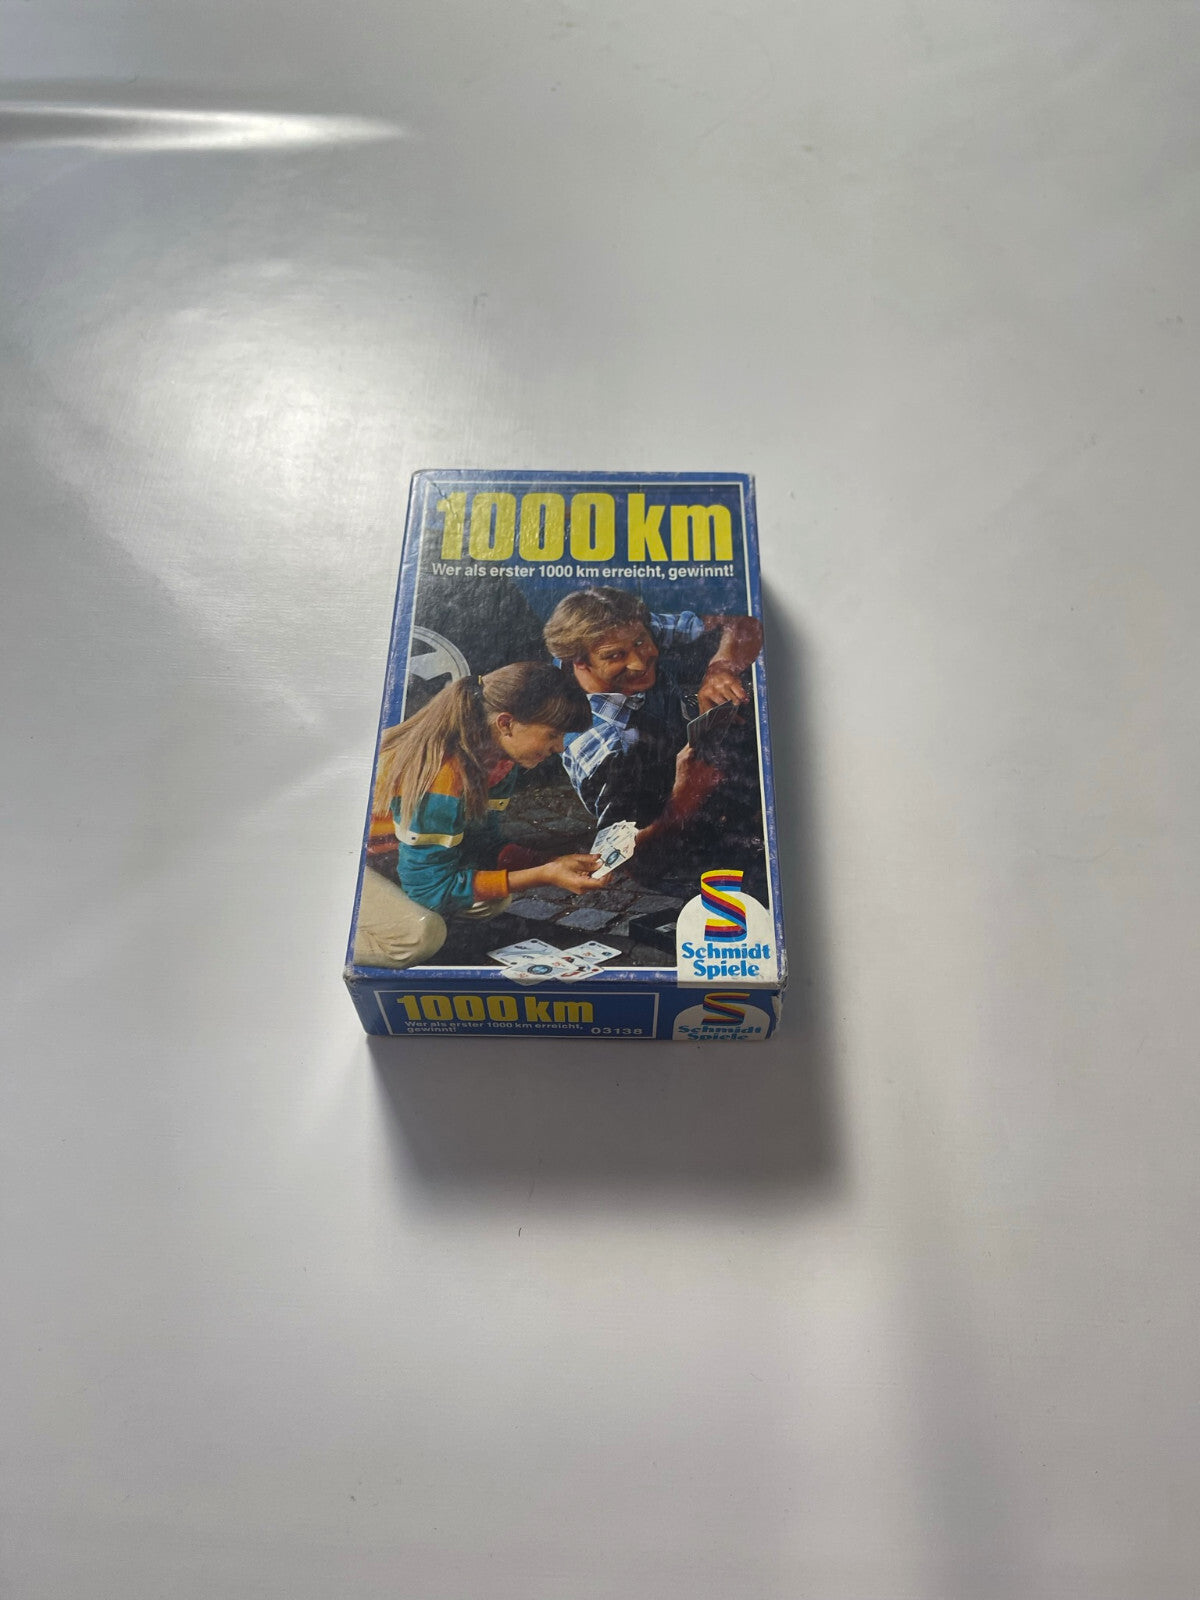 1000 km
Wer als erster 1000 km erreicht, gewinnt!
Schmidt
Spiele
1000 km
Wer als erster 1000 km erreicht,
gewinnt!
03138
Schmidt
Spiele